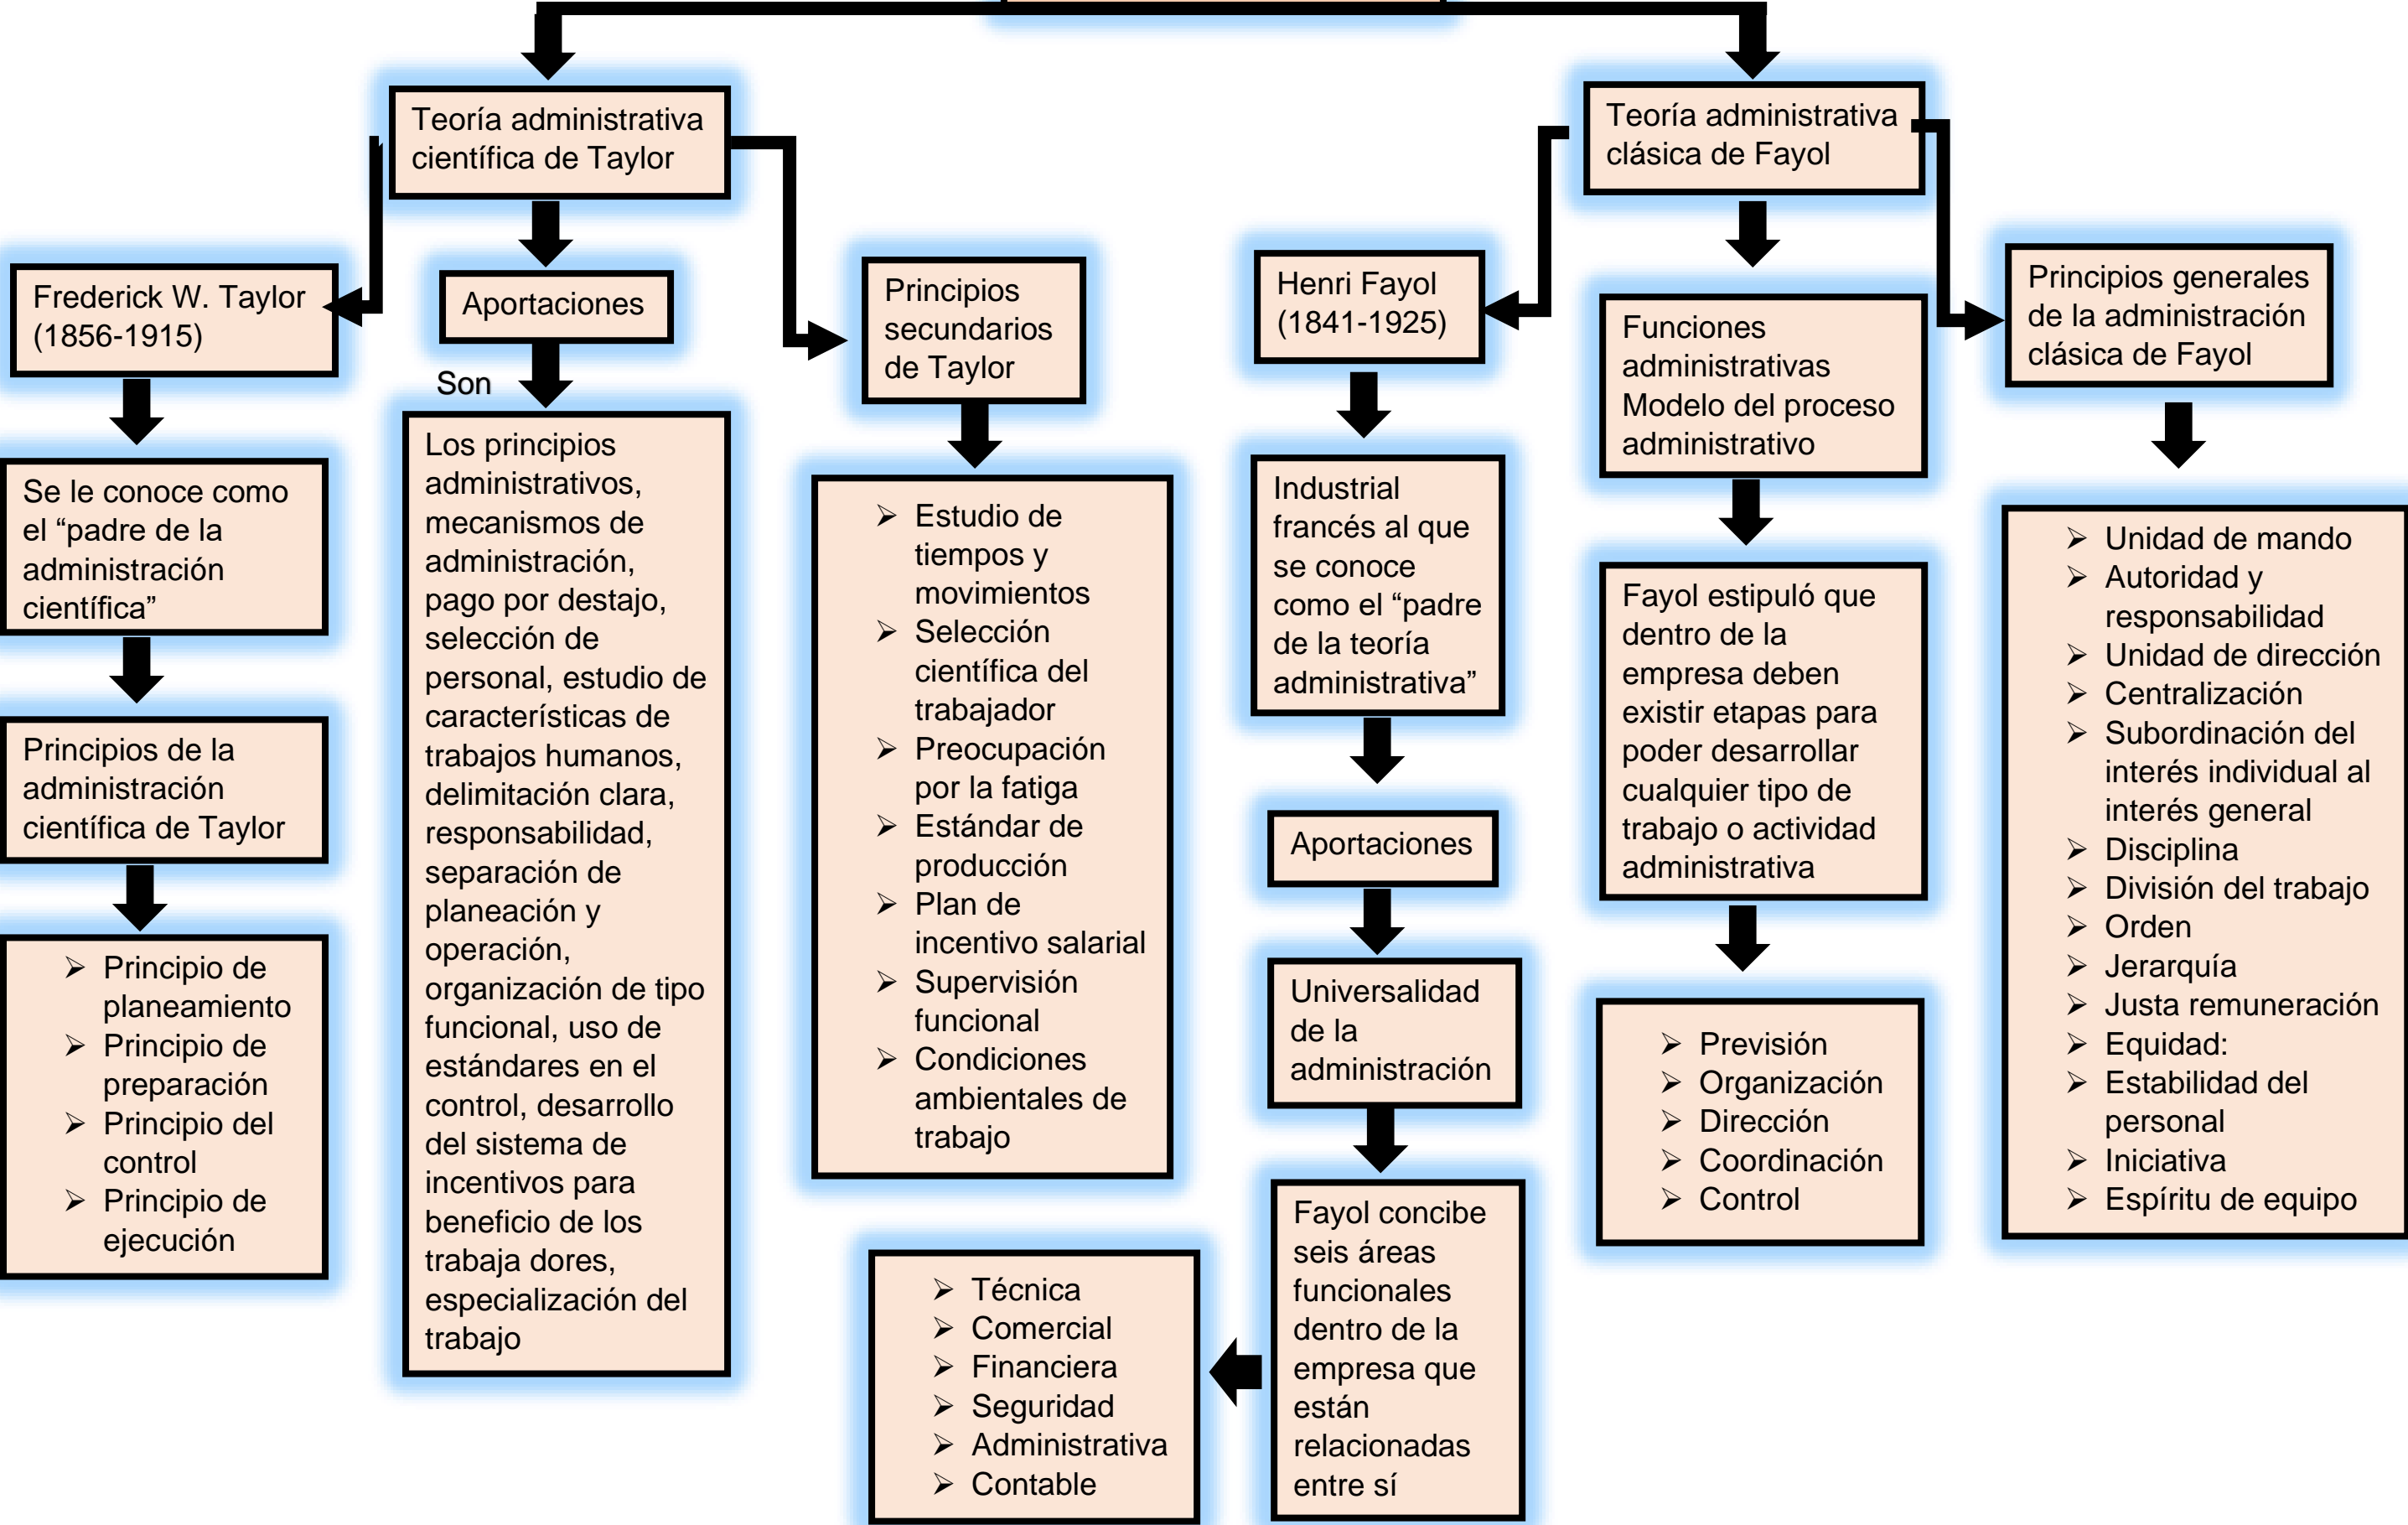 Teoría administrativa
científica de Taylor
Teoría administrativa
clásica de Fayol
Frederick W. Taylor
(1856-1915)
Se le conoce como
el “padre de la
administración
científica”
Principios de la
administración
científica de Taylor
➢ Principio de
planeamiento
➢ Principio de
preparación
➢ Principio del
control
➢ Principio de
ejecución
Aportaciones
Son
Los principios
administrativos,
mecanismos de
administración,
pago por destajo,
selección de
personal, estudio de
características de
trabajos humanos,
delimitación clara,
responsabilidad,
separación de
planeación y
operación,
organización de tipo
funcional, uso de
estándares en el
control, desarrollo
del sistema de
incentivos para
beneficio de los
trabaja dores,
especialización del
trabajo
Principios
secundarios
de Taylor
➢ Estudio de
tiempos y
movimientos
➢ Selección
científica del
trabajador
➢ Preocupación
por la fatiga
➢ Estándar de
producción
➢ Plan de
incentivo salarial
➢ Supervisión
funcional
➢ Condiciones
ambientales de
trabajo
Henri Fayol
(1841-1925)
Industrial
francés al que
se conoce
como el “padre
de la teoría
administrativa”
Aportaciones
Universalidad
de la
administración
Fayol concibe
seis áreas
funcionales
dentro de la
empresa que
están
relacionadas
entre sí
➢ Técnica
➢ Comercial
➢ Financiera
➢ Seguridad
➢ Administrativa
➢ Contable
Funciones
administrativas
Modelo del proceso
administrativo
Fayol estipuló que
dentro de la
empresa deben
existir etapas para
poder desarrollar
cualquier tipo de
trabajo o actividad
administrativa
➢ Previsión
➢ Organización
➢ Dirección
➢ Coordinación
➢ Control
Principios generales
de la administración
clásica de Fayol
➢ Unidad de mando
➢ Autoridad y
responsabilidad
➢ Unidad de dirección
➢ Centralización
➢ Subordinación del
interés individual al
interés general
➢ Disciplina
➢ División del trabajo
➢ Orden
➢ Jerarquía
➢ Justa remuneración
➢ Equidad:
➢ Estabilidad del
personal
➢ Iniciativa
➢ Espíritu de equipo